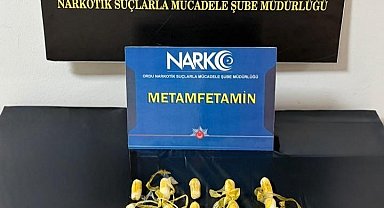 NARKOTİK SUÇLARLA MÜCADELE ŞUBE MÜDÜRLÜĞÜ
NARKO
ORDU NARKOTİK SUÇLARLA MÜCADELE ŞUBE MÜDÜRLÜĞÜ
METAMFETAMİN